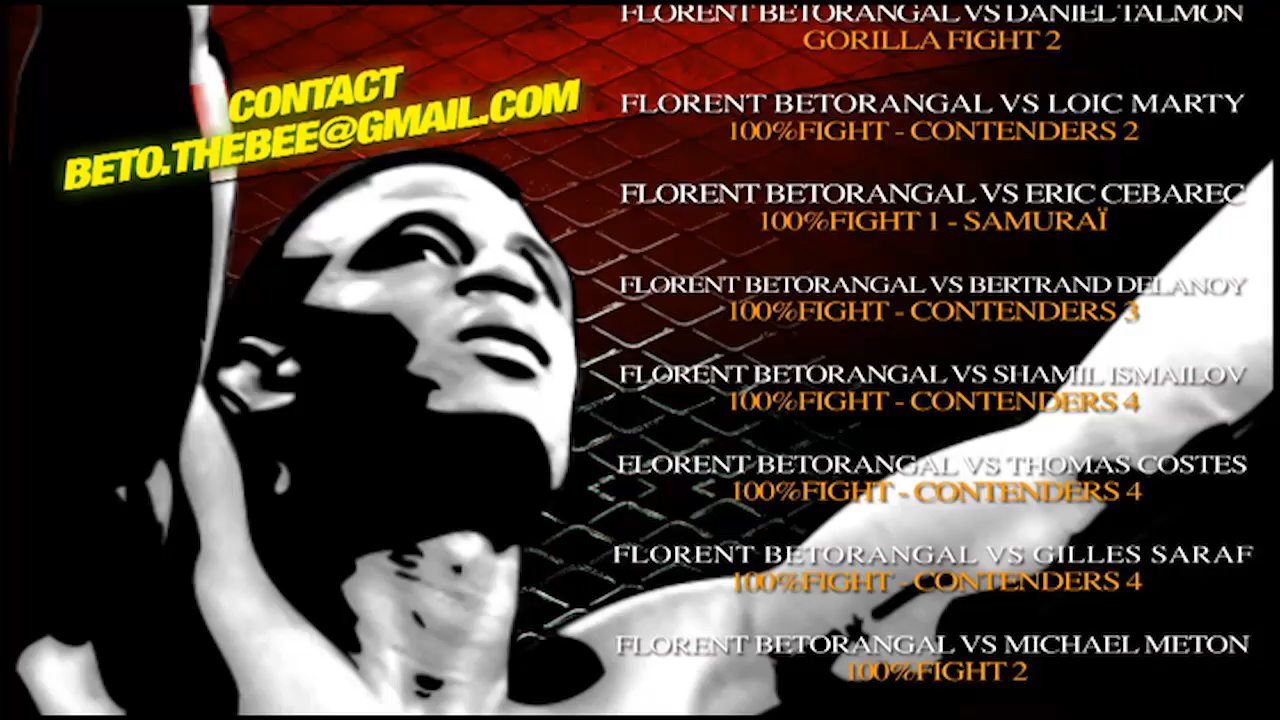 CONTACT
BETO.THEBEE@GMAIL.COM
FLORENT BETORANGAL VS DANIEL TALMON
GORILLA FIGHT 2
FLORENT BETORANGAL VS LOIC MARTY
100%FIGHT - CONTENDERS 2
FLORENT BETORANGAL VS ERIC CEBAREC
100%FIGHT 1 - SAMURAÏ
FLORENT BETORANGAL VS BERTRAND DELANOY
100%FIGHT - CONTENDERS 3
FLORENT BETORANGAL VS SHAMIL ISMAILOV
100%FIGHT - CONTENDERS 4
FLORENT BETORANGAL VS THOMAS COSTES
100%FIGHT - CONTENDERS 4
FLORENT BETORANGAL VS GILLES SARAF
100%FIGHT - CONTENDERS 4
FLORENT BETORANGAL VS MICHAEL METON
100%FIGHT 2